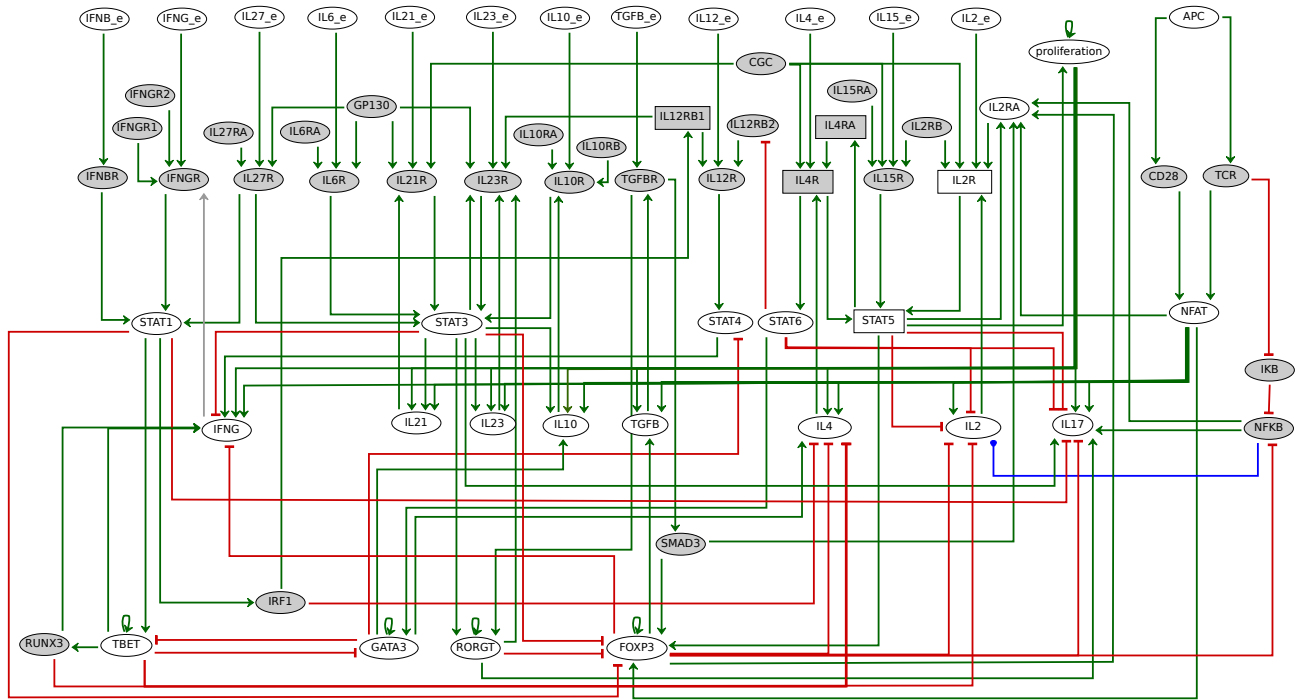 IFNB_e
IFNG_e
IL27_e
IL6_e
IL21_e
IL23_e
IL10_e
TGFB_e
IL12_e
IL4_e
IL15_e
IL2_e
APC
proliferation
CGC
IFNGR2
GP130
IL15RA
IL2RA
IFNGR1
IL27RA
IL6RA
IL10RA
IL10RB
IL12RB1
IL12RB2
IL4RA
IL2RB
IFNBR
IFNGR
IL27R
IL6R
IL21R
IL23R
IL10R
TGFBR
IL12R
IL4R
IL15R
IL2R
CD28
TCR
STAT1
STAT3
STAT4
STAT6
STAT5
NFAT
IKB
IFNG
IL21
IL23
IL10
TGFB
IL4
IL2
IL17
NFKB
SMAD3
IRF1
RUNX3
TBET
GATA3
RORGT
FOXP3